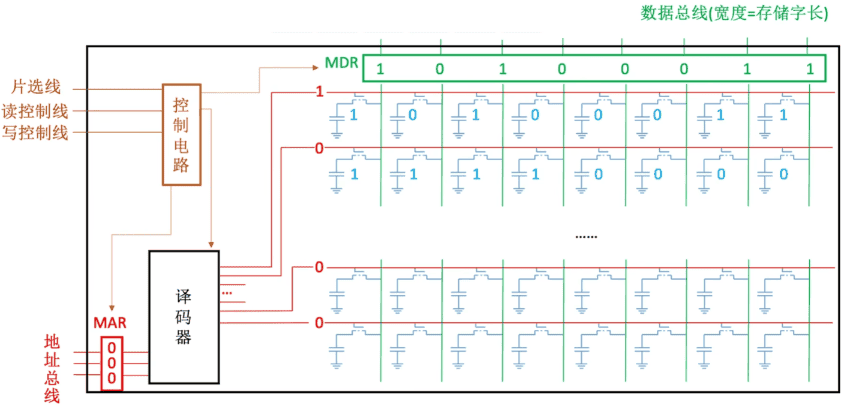 数据总线(宽度=存储字长)
MDR 1 0 1 0 0 0 1 1
片选线
读控制线
写控制线
控制电路
1
1 0 1 0 0 0 1 1
0
1 1 1 1 0 0 0 0
......
0
...
0
译码器
MAR
0
0
0
地址总线